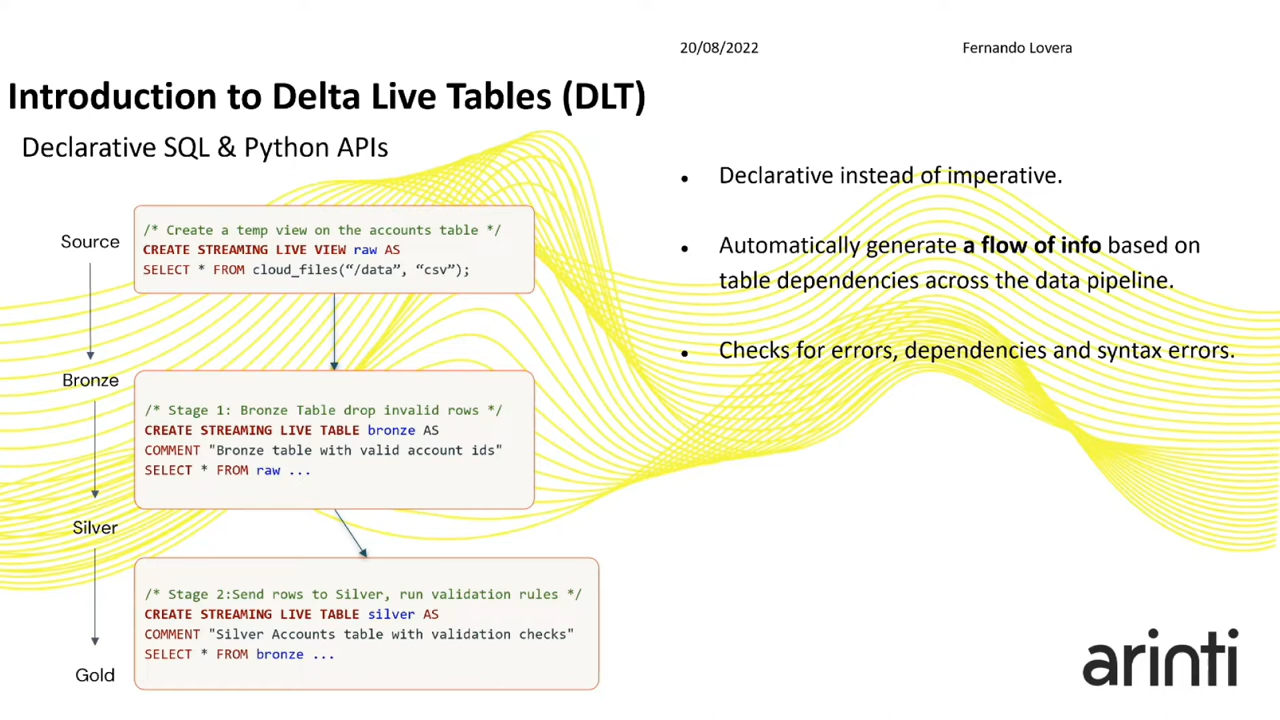 20/08/2022
Fernando Lovera
Introduction to Delta Live Tables (DLT)
Declarative SQL & Python APIs
Source
/* Create a temp view on the accounts table */
CREATE STREAMING LIVE VIEW raw AS
SELECT * FROM cloud_files(“/data”, “csv”);
Bronze
/* Stage 1: Bronze Table drop invalid rows */
CREATE STREAMING LIVE TABLE bronze AS
COMMENT "Bronze table with valid account ids"
SELECT * FROM raw ...
Silver
/* Stage 2:Send rows to Silver, run validation rules */
CREATE STREAMING LIVE TABLE silver AS
COMMENT "Silver Accounts table with validation checks"
SELECT * FROM bronze ...
Gold
• Declarative instead of imperative.
• Automatically generate a flow of info based on
table dependencies across the data pipeline.
• Checks for errors, dependencies and syntax errors.
arinti